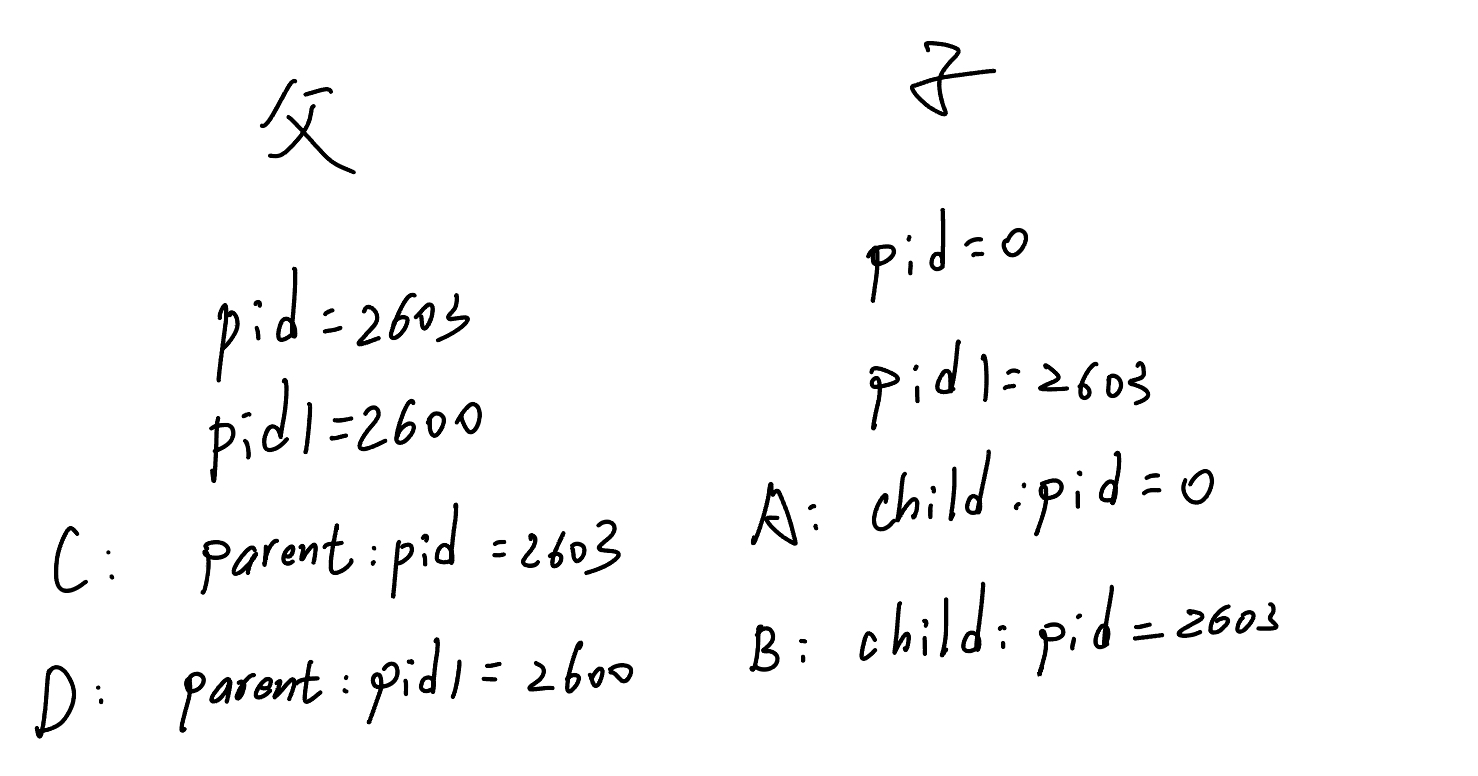 父
pid=2603
pid1=2600
C: parent:pid=2603
D: parent:pid1=2600
子
pid=0
pid1=2603
A: child:pid=0
B: child:pid=2603